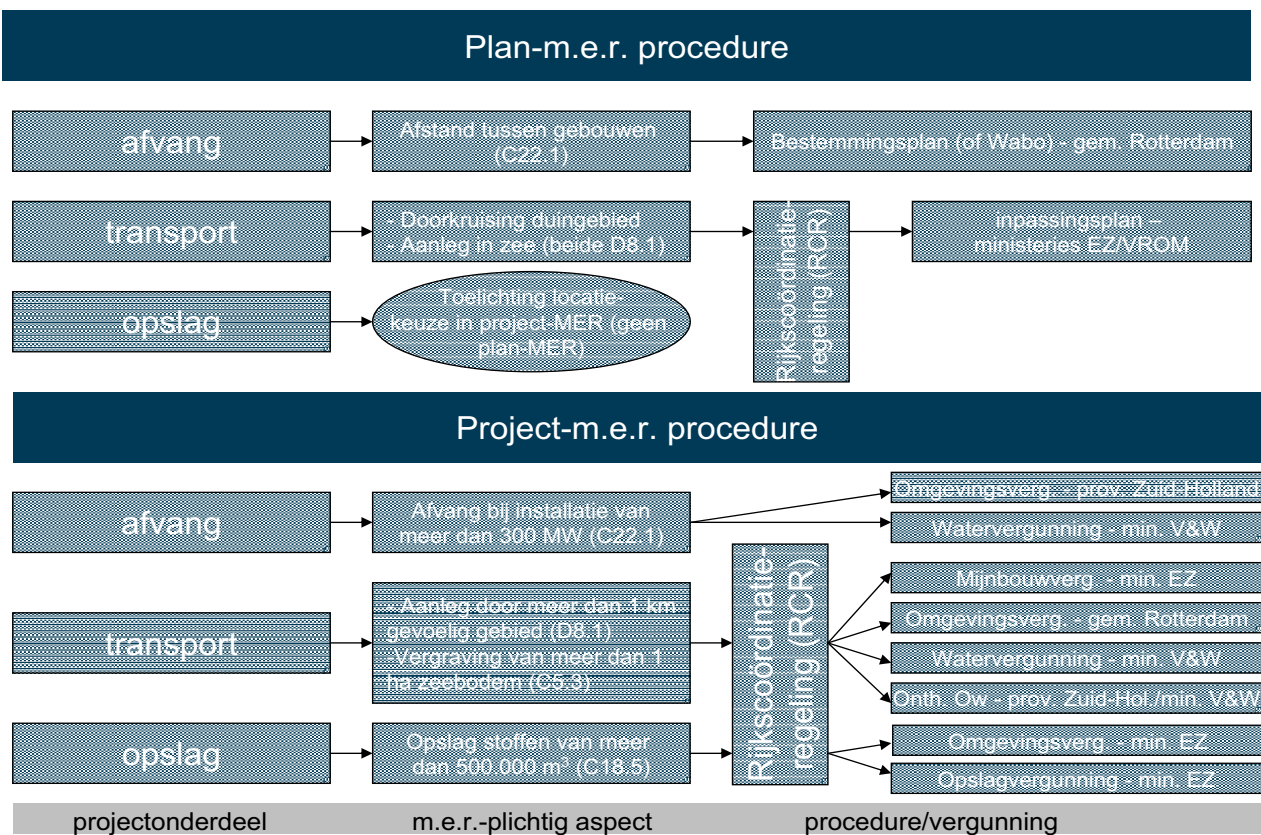 Plan-m.e.r. procedure
afvang
Afstand tussen gebouwen
(C22.1)
Bestemmingsplan (of Wabo) - gem. Rotterdam
transport
- Doorkruising duingebied
- Aanleg in zee (beide D8.1)
Rijkscoördinatie-
regeling (RCR)
inpassingsplan –
ministeries EZ/VROM
opslag
Toelichting locatie-
keuze in project-MER (geen
plan-MER)
Project-m.e.r. procedure
afvang
Afvang bij installatie van
meer dan 300 MW (C22.1)
Omgevingsverg. - prov. Zuid-Holland
Watervergunning - min. V&W
transport
- Aanleg door meer dan 1 km
gevoelig gebied (D8.1)
-Vergraving van meer dan 1
ha zeebodem (C5.3)
Rijkscoördinatie-
regeling (RCR)
Mijnbouwverg. - min. EZ
Omgevingsverg. - gem. Rotterdam
Watervergunning - min. V&W
Onth. Ow - prov. Zuid-Hol./min. V&W
opslag
Opslag stoffen van meer
dan 500.000 m³ (C18.5)
Omgevingsverg. - min. EZ
Opslagvergunning - min. EZ
projectonderdeel
m.e.r.-plichtig aspect
procedure/vergunning